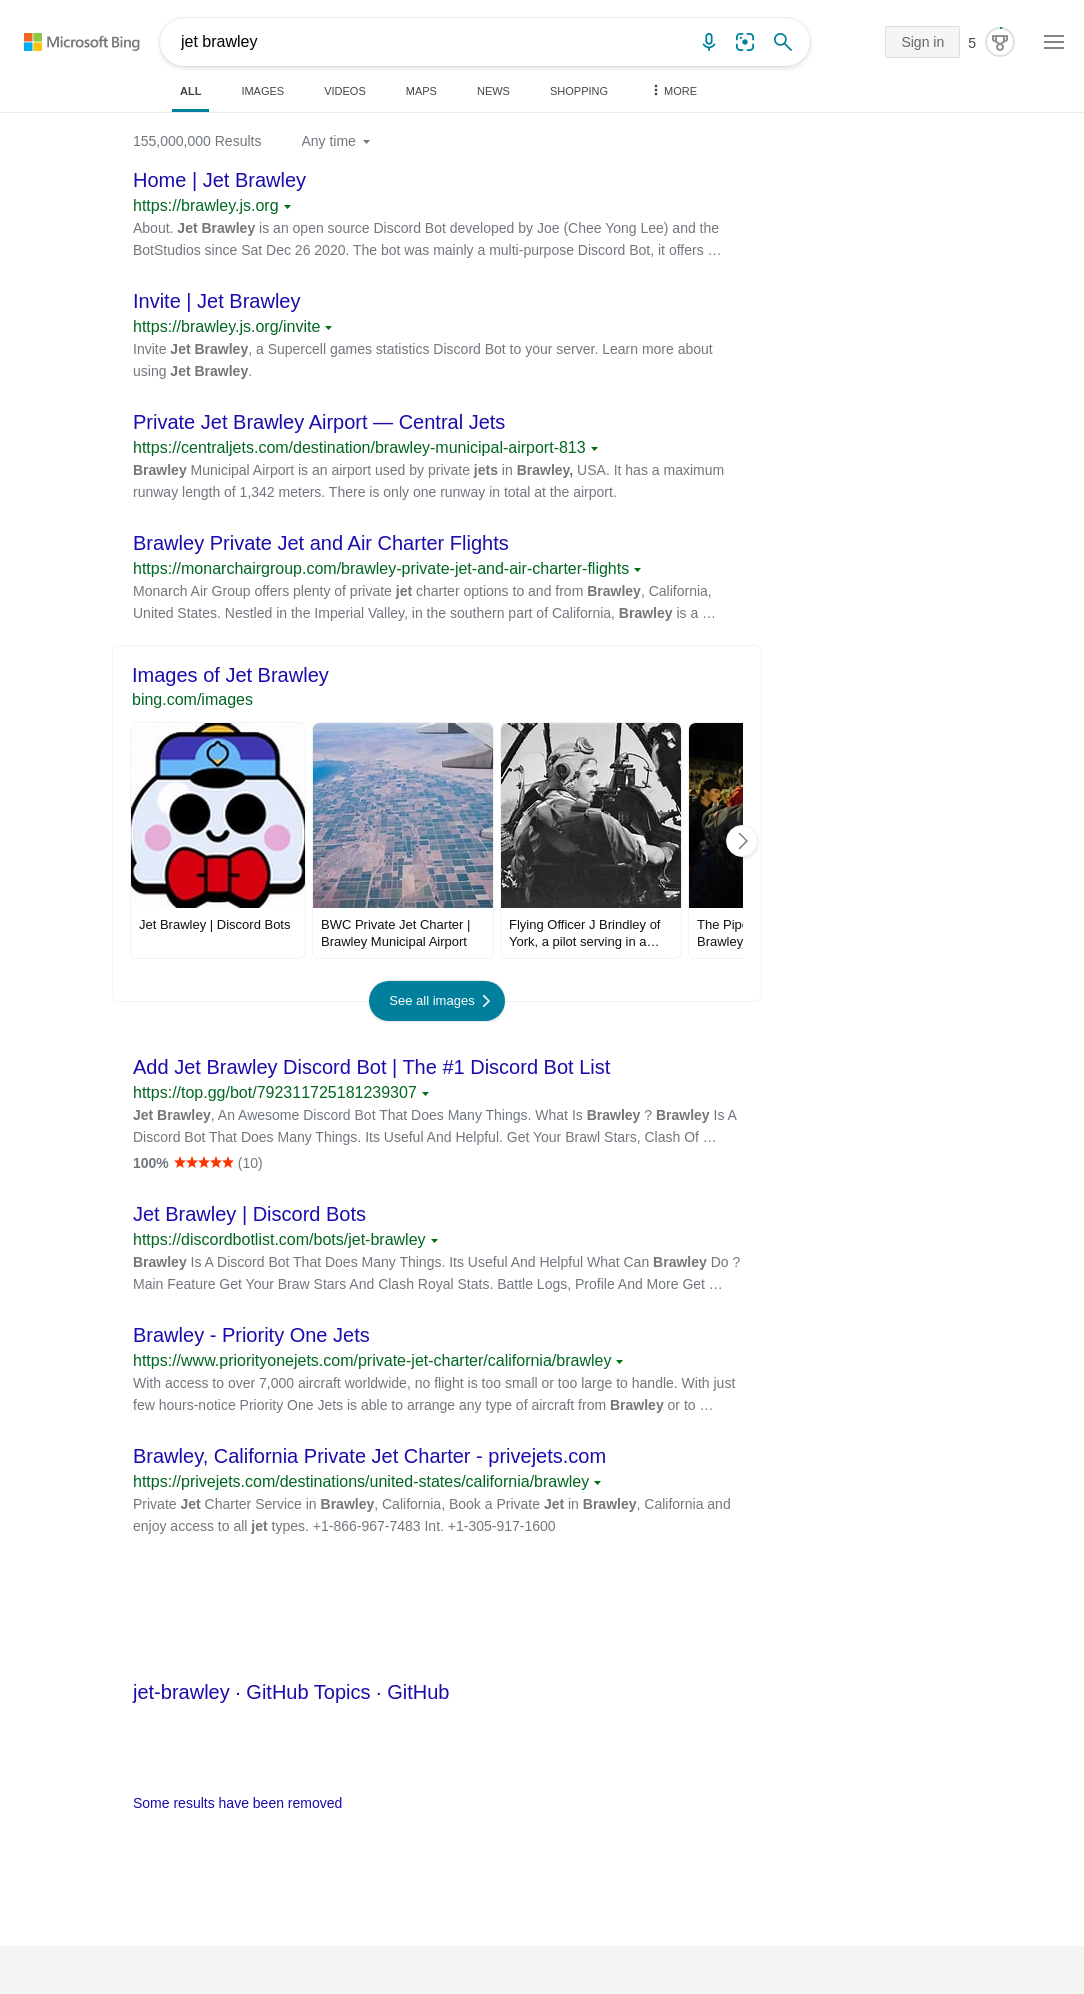 Microsoft Bing
jet brawley
Sign in
5
ALL
IMAGES
VIDEOS
MAPS
NEWS
SHOPPING
MORE
155,000,000 Results
Any time
Home | Jet Brawley
https://brawley.js.org
About. Jet Brawley is an open source Discord Bot developed by Joe (Chee Yong Lee) and the
BotStudios since Sat Dec 26 2020. The bot was mainly a multi-purpose Discord Bot, it offers …
Invite | Jet Brawley
https://brawley.js.org/invite
Invite Jet Brawley, a Supercell games statistics Discord Bot to your server. Learn more about
using Jet Brawley.
Private Jet Brawley Airport — Central Jets
https://centraljets.com/destination/brawley-municipal-airport-813
Brawley Municipal Airport is an airport used by private jets in Brawley, USA. It has a maximum
runway length of 1,342 meters. There is only one runway in total at the airport.
Brawley Private Jet and Air Charter Flights
https://monarchairgroup.com/brawley-private-jet-and-air-charter-flights
Monarch Air Group offers plenty of private jet charter options to and from Brawley, California,
United States. Nestled in the Imperial Valley, in the southern part of California, Brawley is a …
Images of Jet Brawley
bing.com/images
Jet Brawley | Discord Bots
BWC Private Jet Charter |
Brawley Municipal Airport
Flying Officer J Brindley of
York, a pilot serving in a…
The Pip
Brawley
See all images
Add Jet Brawley Discord Bot | The #1 Discord Bot List
https://top.gg/bot/792311725181239307
Jet Brawley, An Awesome Discord Bot That Does Many Things. What Is Brawley ? Brawley Is A
Discord Bot That Does Many Things. Its Useful And Helpful. Get Your Brawl Stars, Clash Of …
100% ★★★★★ (10)
Jet Brawley | Discord Bots
https://discordbotlist.com/bots/jet-brawley
Brawley Is A Discord Bot That Does Many Things. Its Useful And Helpful What Can Brawley Do ?
Main Feature Get Your Braw Stars And Clash Royal Stats. Battle Logs, Profile And More Get …
Brawley - Priority One Jets
https://www.priorityonejets.com/private-jet-charter/california/brawley
With access to over 7,000 aircraft worldwide, no flight is too small or too large to handle. With just
few hours-notice Priority One Jets is able to arrange any type of aircraft from Brawley or to …
Brawley, California Private Jet Charter - privejets.com
https://privejets.com/destinations/united-states/california/brawley
Private Jet Charter Service in Brawley, California, Book a Private Jet in Brawley, California and
enjoy access to all jet types. +1-866-967-7483 Int. +1-305-917-1600
jet-brawley · GitHub Topics · GitHub
Some results have been removed